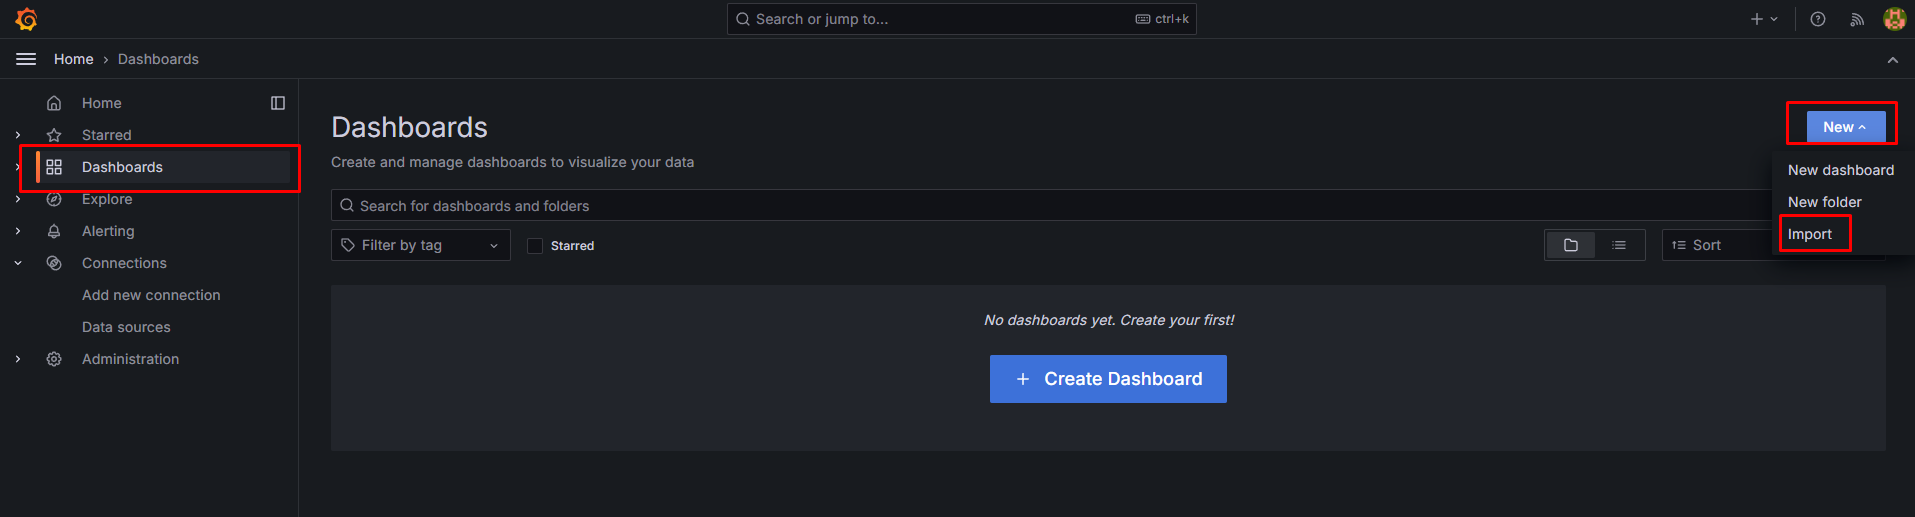 Search or jump to...
ctrl+k
Home › Dashboards
Home
Starred
Dashboards
Explore
Alerting
Connections
Add new connection
Data sources
Administration
Dashboards
Create and manage dashboards to visualize your data
New
New dashboard
New folder
Import
Search for dashboards and folders
Filter by tag
Starred
Sort
No dashboards yet. Create your first!
+ Create Dashboard